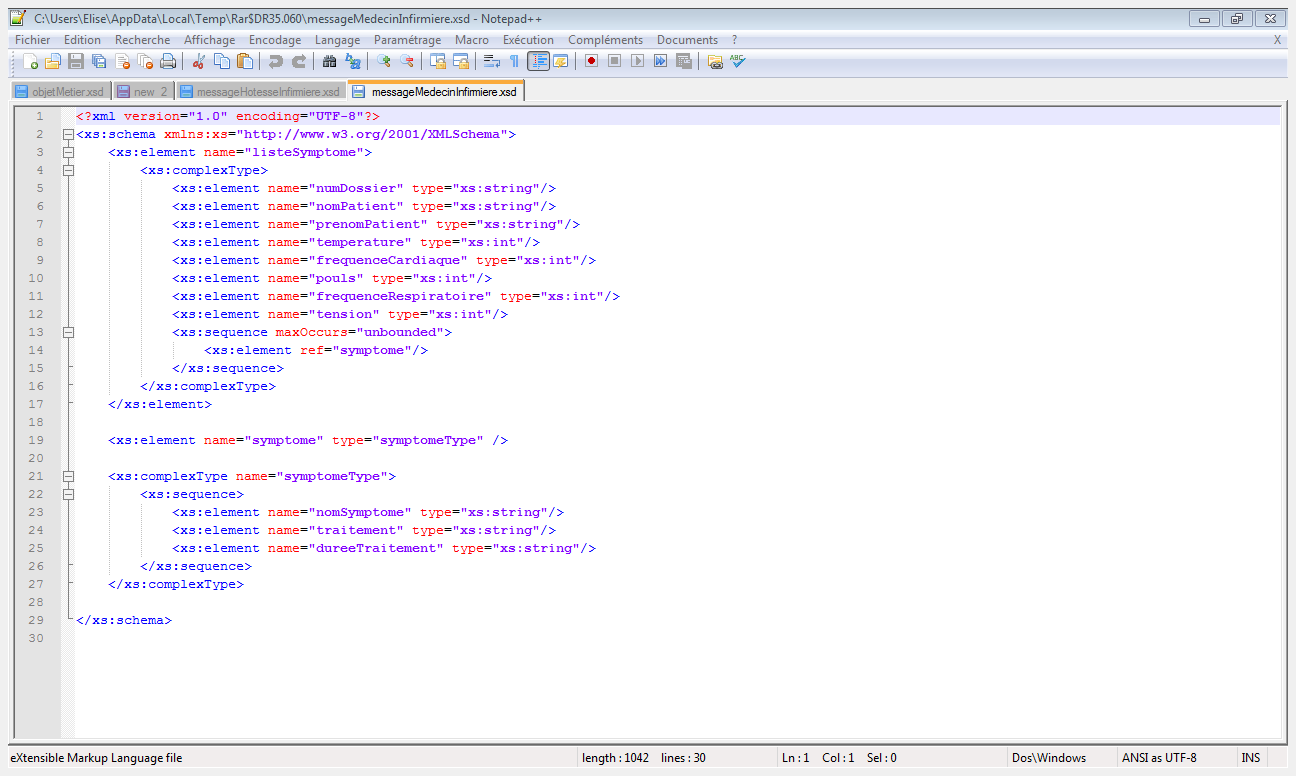 C:\Users\Elise\AppData\Local\Temp\Rar$DR35.060\messageMedecinInfirmiere.xsd - Notepad++
Fichier Edition Recherche Affichage Encodage Langage Paramétrage Macro Exécution Compléments Documents ? X
ABC
objetMetier.xsd new 2 messageHotesseInfirmiere.xsd messageMedecinInfirmiere.xsd
1 <?xml version="1.0" encoding="UTF-8"?>
2 <xs:schema xmlns:xs="http://www.w3.org/2001/XMLSchema">
3 <xs:element name="listeSymptome">
4 <xs:complexType>
5 <xs:element name="numDossier" type="xs:string"/>
6 <xs:element name="nomPatient" type="xs:string"/>
7 <xs:element name="prenomPatient" type="xs:string"/>
8 <xs:element name="temperature" type="xs:int"/>
9 <xs:element name="frequenceCardiaque" type="xs:int"/>
10 <xs:element name="pouls" type="xs:int"/>
11 <xs:element name="frequenceRespiratoire" type="xs:int"/>
12 <xs:element name="tension" type="xs:int"/>
13 <xs:sequence maxOccurs="unbounded">
14 <xs:element ref="symptome"/>
15 </xs:sequence>
16 </xs:complexType>
17 </xs:element>
18
19 <xs:element name="symptome" type="symptomeType" />
20
21 <xs:complexType name="symptomeType">
22 <xs:sequence>
23 <xs:element name="nomSymptome" type="xs:string"/>
24 <xs:element name="traitement" type="xs:string"/>
25 <xs:element name="dureeTraitement" type="xs:string"/>
26 </xs:sequence>
27 </xs:complexType>
28
29 </xs:schema>
30
eXtensible Markup Language file length : 1042 lines : 30 Ln : 1 Col : 1 Sel : 0 Dos\Windows ANSI as UTF-8 INS